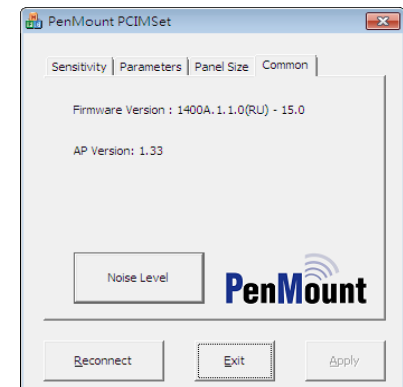 PenMount PCIMSet
Sensitivity Parameters Panel Size Common
Firmware Version : 1400A.1.1.0(RU) - 15.0
AP Version: 1.33
Noise Level
PenMount
Reconnect Exit Apply